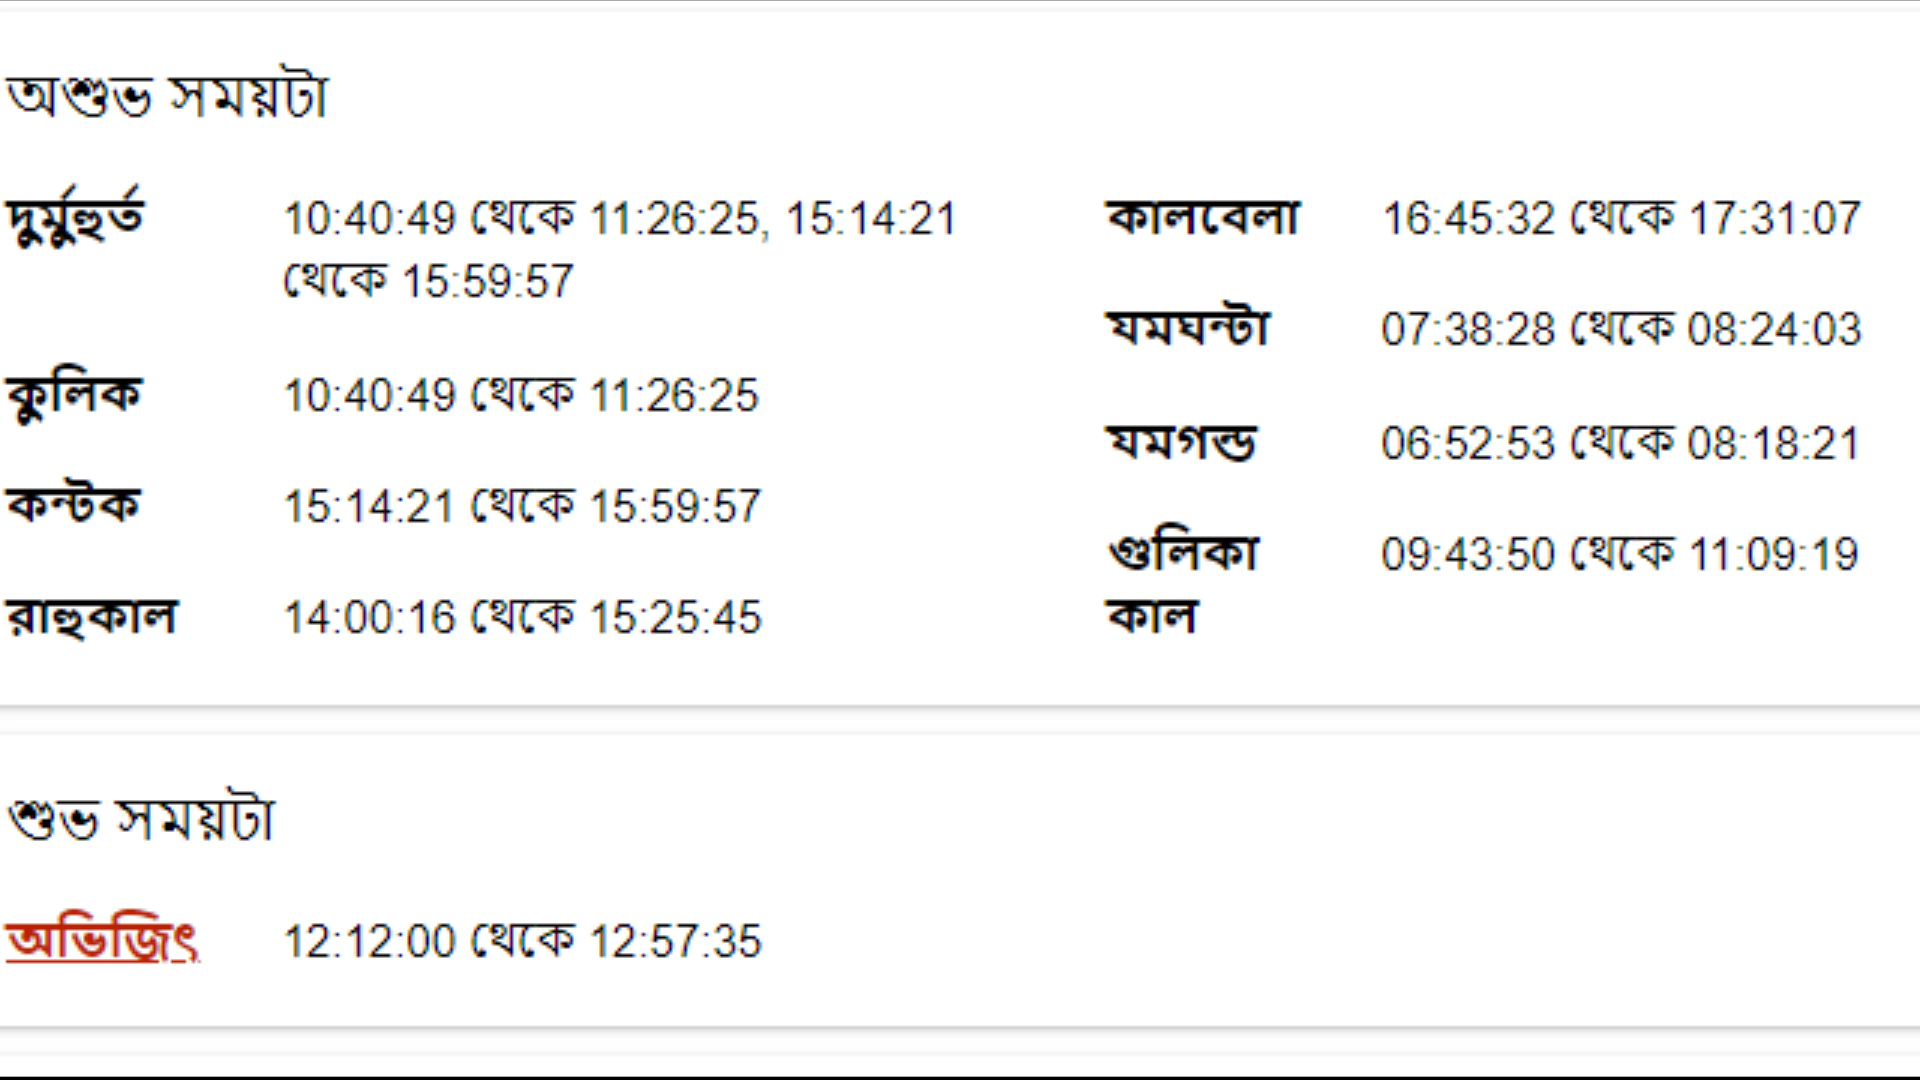 অশুভ সময়টা
দুর্মুহুর্ত 10:40:49 থেকে 11:26:25, 15:14:21
থেকে 15:59:57
কুলিক 10:40:49 থেকে 11:26:25
কন্টক 15:14:21 থেকে 15:59:57
রাহুকাল 14:00:16 থেকে 15:25:45
কালবেলা 16:45:32 থেকে 17:31:07
যমঘন্টা 07:38:28 থেকে 08:24:03
যমগন্ড 06:52:53 থেকে 08:18:21
গুলিকা 09:43:50 থেকে 11:09:19
কাল
শুভ সময়টা
অভিজিৎ 12:12:00 থেকে 12:57:35